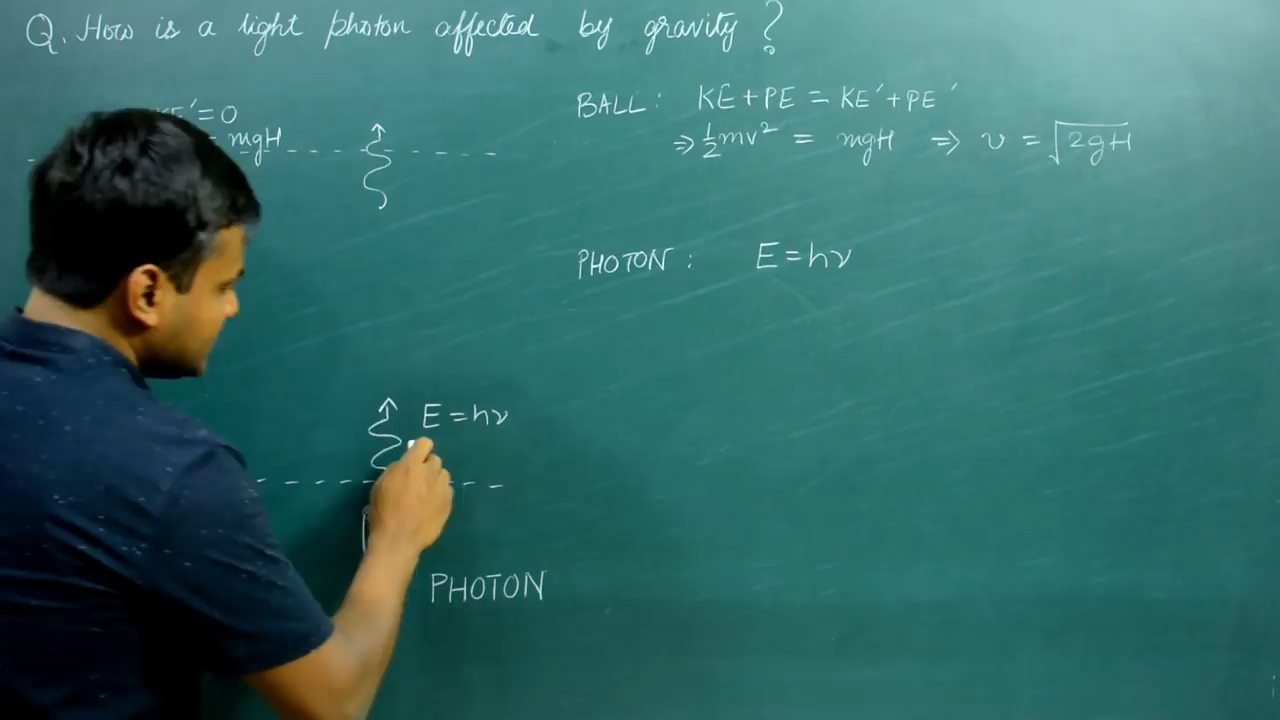 Q. How is a light photon affected by gravity?
KE'=0
= mgH
BALL: KE+PE = KE'+PE'
⇒ ½mv² = mgH ⇒ v = √2gH
PHOTON: E=hν
E=hν
PHOTON